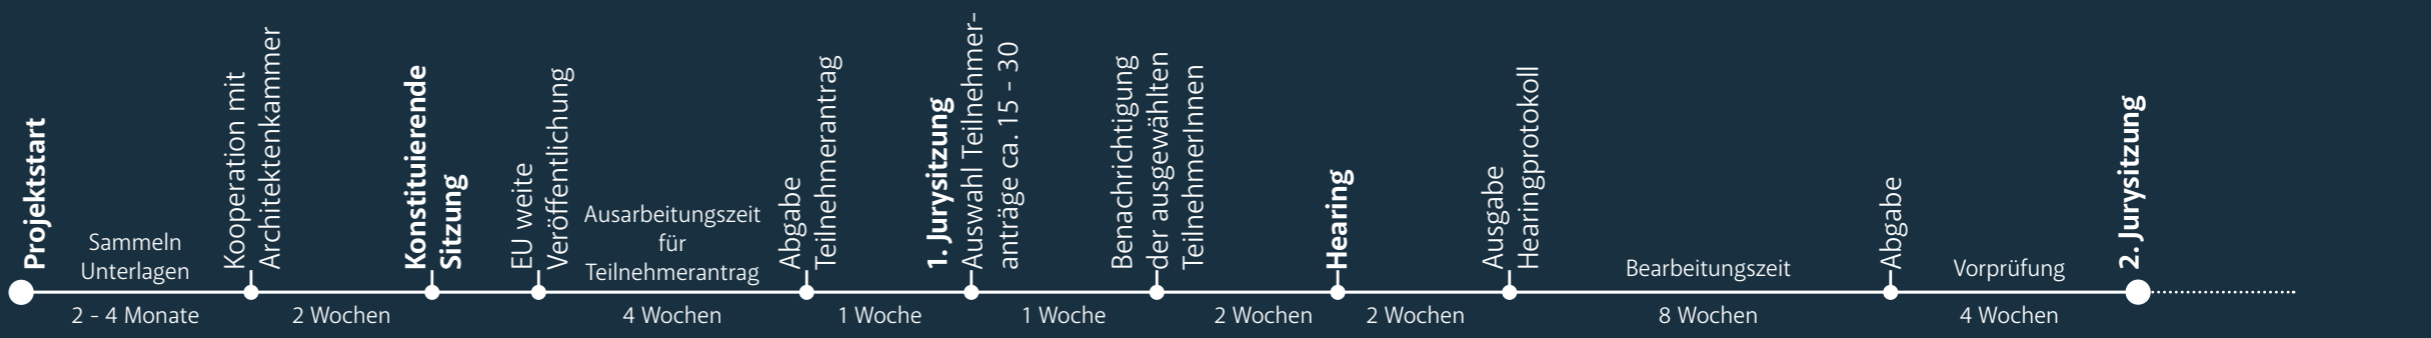 Projektstart
Sammeln
Unterlagen
2 - 4 Monate
Kooperation mit
Architektenkammer
2 Wochen
Konstituierende
Sitzung
EU weite
Veröffentlichung
Ausarbeitungszeit
für
Teilnehmerantrag
4 Wochen
Abgabe
Teilnehmerantrag
1 Woche
1. Jurysitzung
Auswahl Teilnehmer-
anträge ca. 15 - 30
1 Woche
Benachrichtigung
der ausgewählten
TeilnehmerInnen
2 Wochen
Hearing
2 Wochen
Ausgabe
Hearingprotokoll
Bearbeitungszeit
8 Wochen
Abgabe
Vorprüfung
4 Wochen
2. Jurysitzung